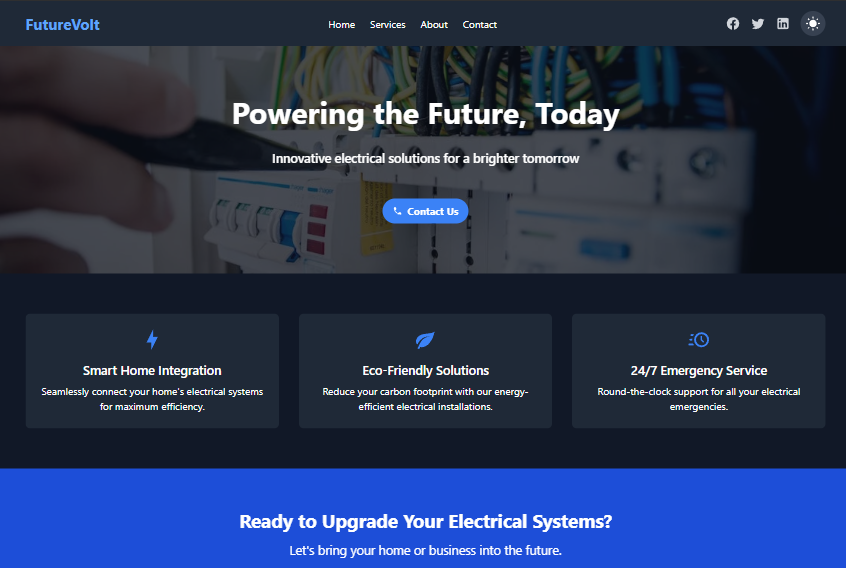 FutureVolt
Home Services About Contact
Powering the Future, Today
Innovative electrical solutions for a brighter tomorrow
Contact Us
Smart Home Integration
Seamlessly connect your home's electrical systems
for maximum efficiency.
Eco-Friendly Solutions
Reduce your carbon footprint with our energy-
efficient electrical installations.
24/7 Emergency Service
Round-the-clock support for all your electrical
emergencies.
Ready to Upgrade Your Electrical Systems?
Let's bring your home or business into the future.